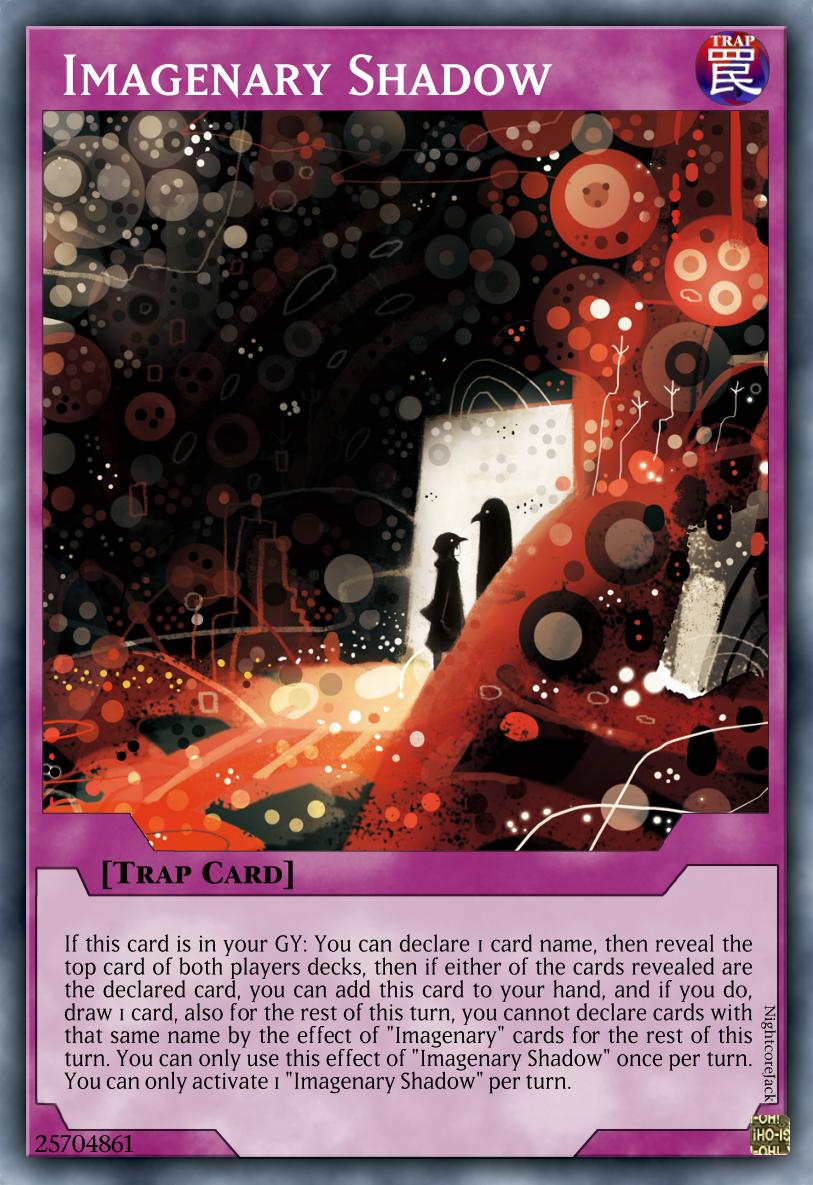 Imagenary Shadow
TRAP
罠
[Trap Card]
If this card is in your GY: You can declare 1 card name, then reveal the
top card of both players decks, then if either of the cards revealed are
the declared card, you can add this card to your hand, and if you do,
draw 1 card, also for the rest of this turn, you cannot declare cards with
that same name by the effect of "Imagenary" cards for the rest of this
turn. You can only use this effect of "Imagenary Shadow" once per turn.
You can only activate 1 "Imagenary Shadow" per turn.
NightcoreJack
25704861